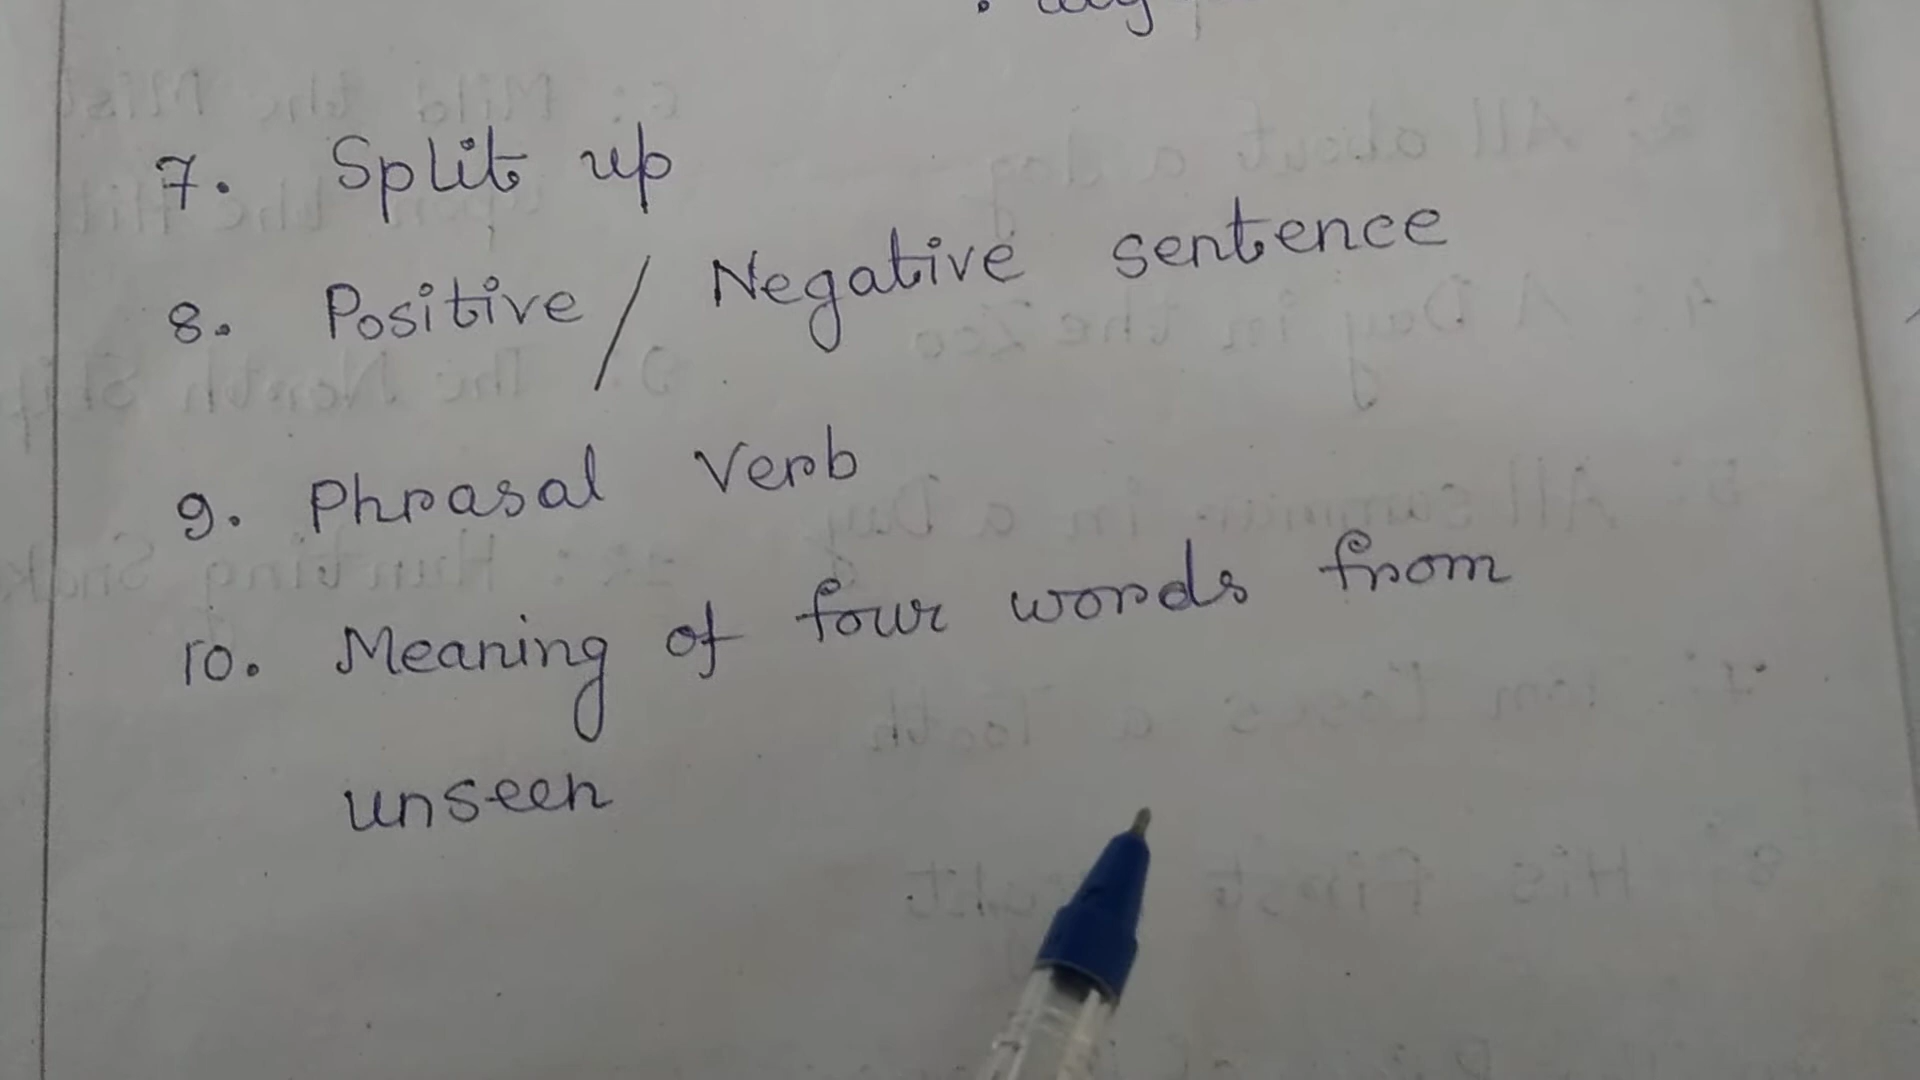 7. Split up
8. Positive / Negative sentence
9. Phrasal Verb
10. Meaning of four words from
unseen